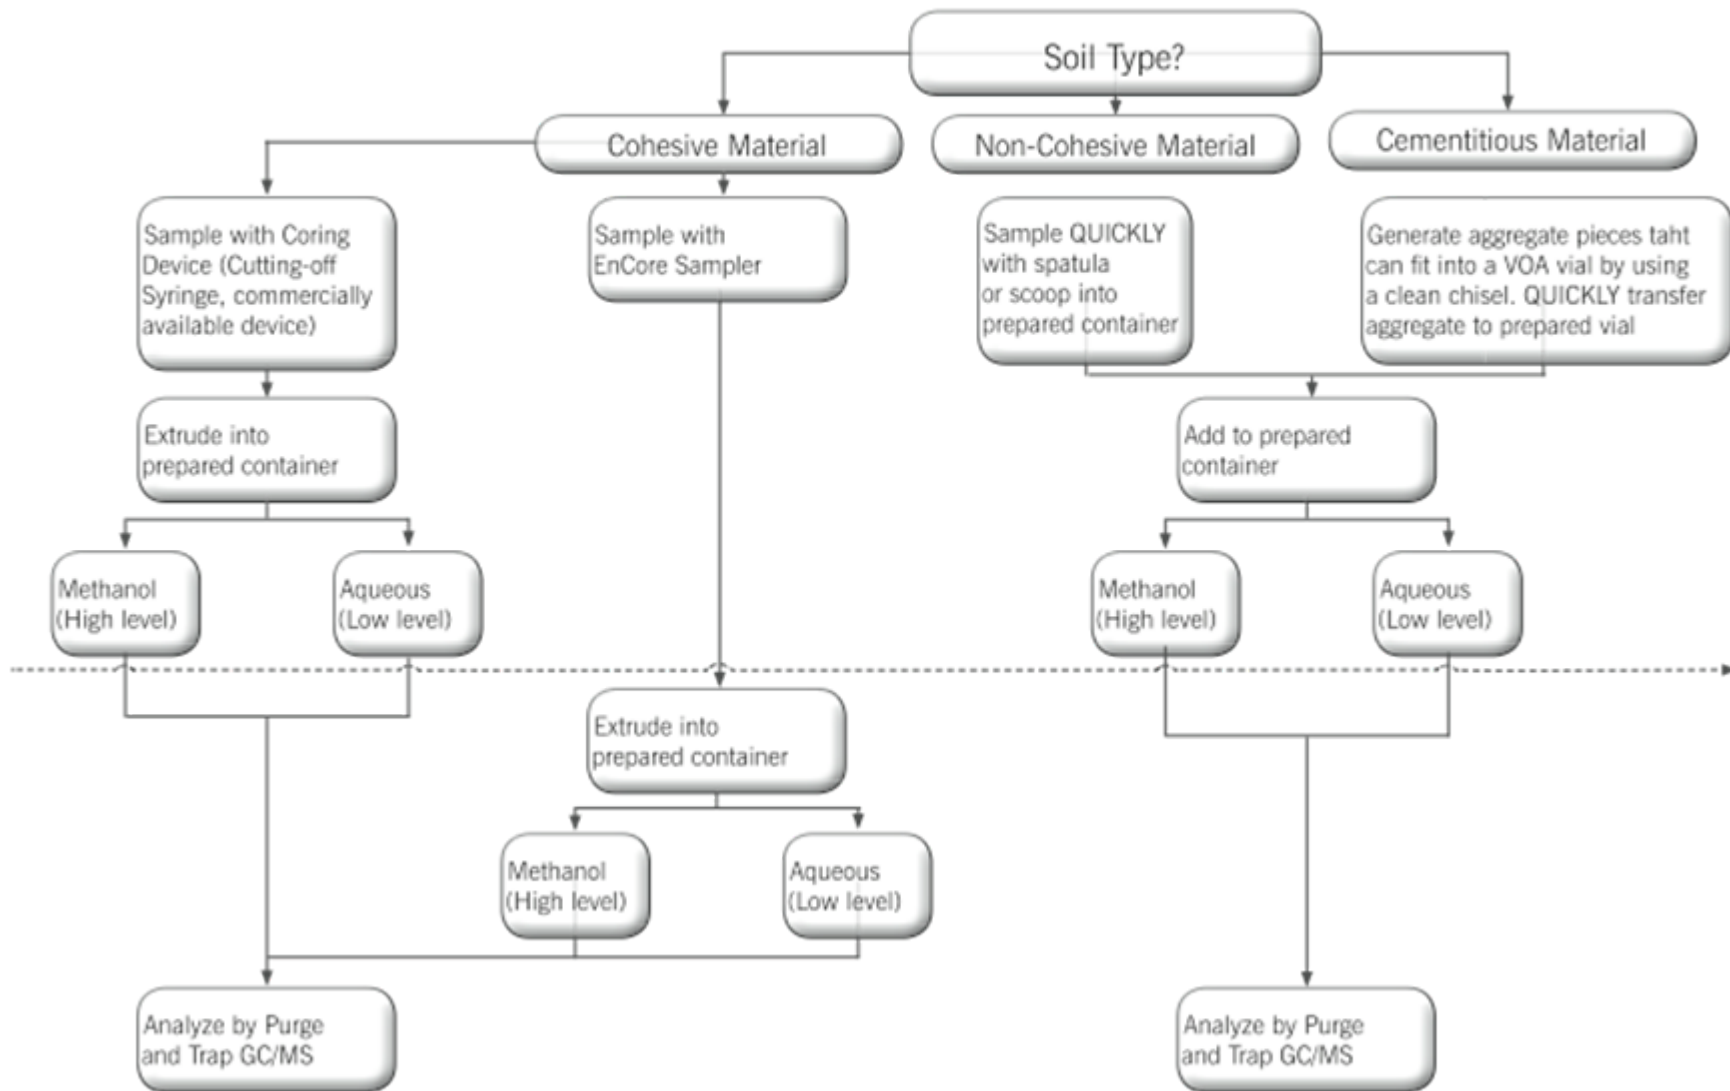 Soil Type?
Cohesive Material
Non-Cohesive Material
Cementitious Material
Sample with Coring
Device (Cutting-off
Syringe, commercially
available device)
Sample with
EnCore Sampler
Sample QUICKLY
with spatula
or scoop into
prepared container
Generate aggregate pieces taht
can fit into a VOA vial by using
a clean chisel. QUICKLY transfer
aggregate to prepared vial
Extrude into
prepared container
Add to prepared
container
Methanol
(High level)
Aqueous
(Low level)
Methanol
(High level)
Aqueous
(Low level)
Extrude into
prepared container
Methanol
(High level)
Aqueous
(Low level)
Analyze by Purge
and Trap GC/MS
Analyze by Purge
and Trap GC/MS